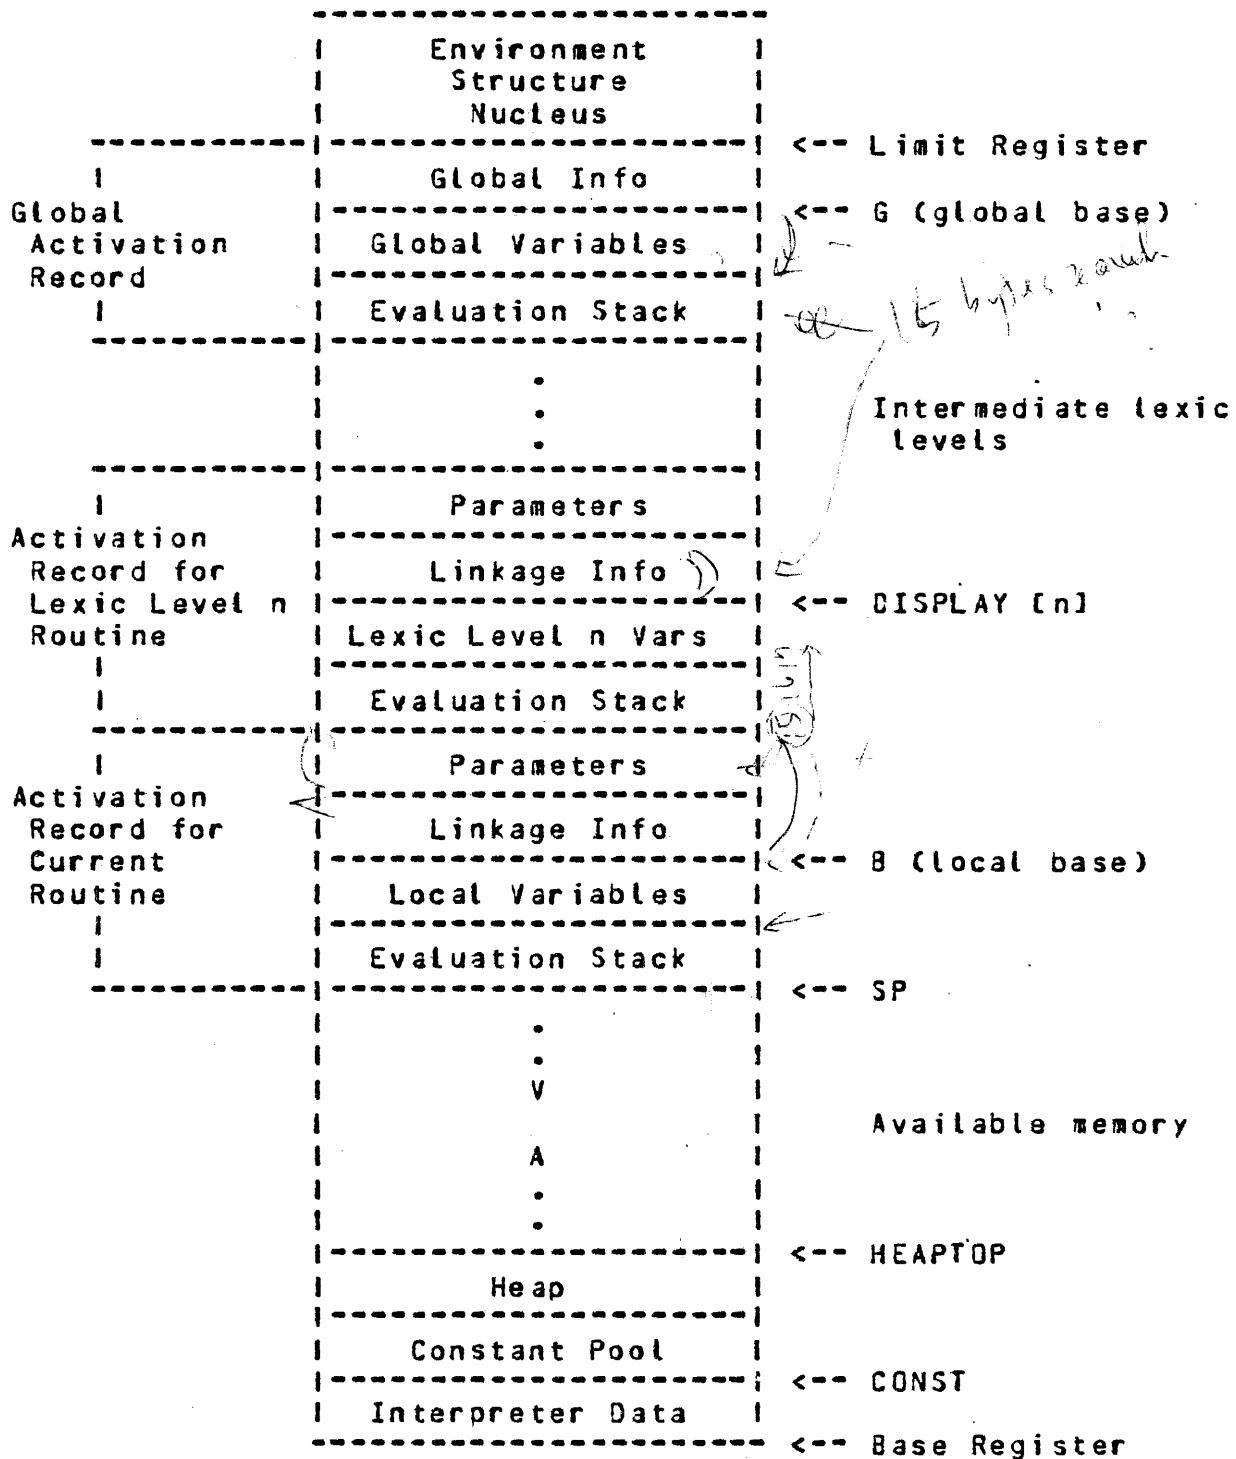 Environment
Structure
Nucleus
<-- Limit Register
Global Info
Global
Activation
Record
<-- G (global base)
Global Variables
Evaluation Stack
15 bytes
Intermediate lexic
levels
Parameters
Activation
Record for
Lexic Level n
Routine
Linkage Info
<-- DISPLAY [n]
Lexic Level n Vars
Evaluation Stack
Parameters
Activation
Record for
Current
Routine
Linkage Info
<-- B (local base)
Local Variables
Evaluation Stack
<-- SP
V
Available memory
A
<-- HEAPTOP
Heap
Constant Pool
<-- CONST
Interpreter Data
<-- Base Register